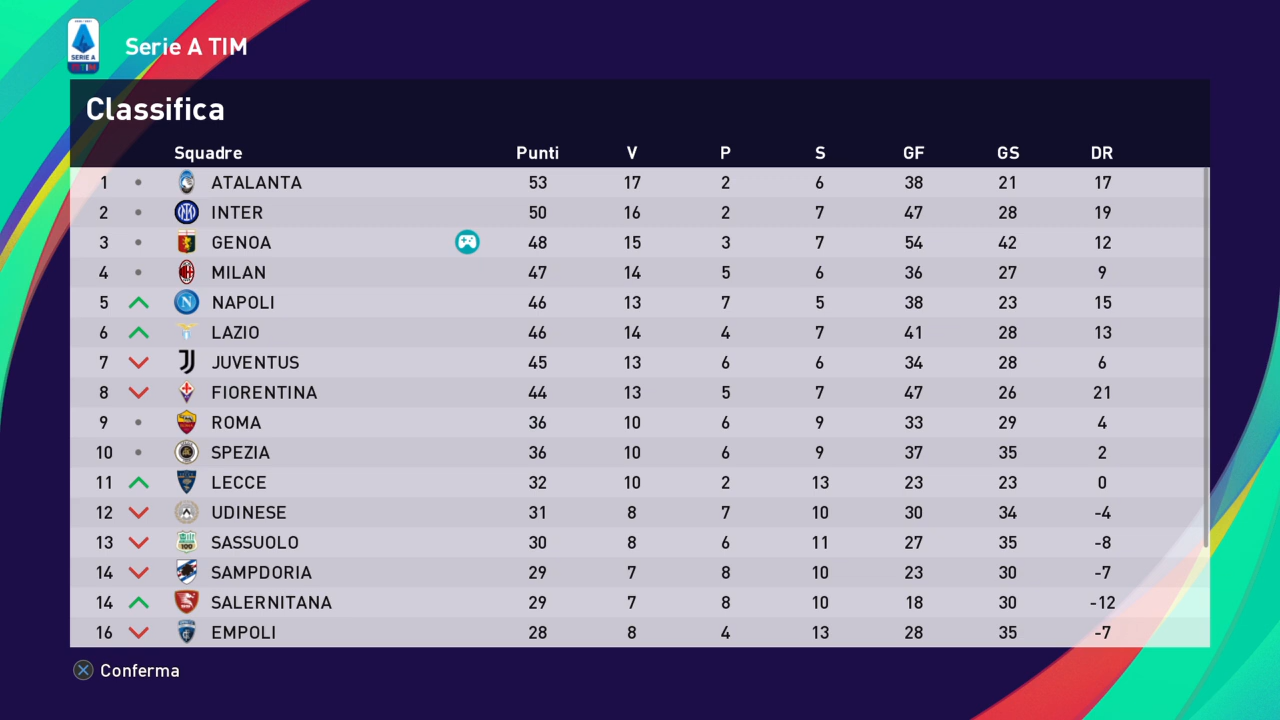 SERIE A
TIM
Serie A TIM
Classifica
Squadre Punti V P S GF GS DR
1 ATALANTA 53 17 2 6 38 21 17
2 INTER 50 16 2 7 47 28 19
3 GENOA 48 15 3 7 54 42 12
4 MILAN 47 14 5 6 36 27 9
5 NAPOLI 46 13 7 5 38 23 15
6 LAZIO 46 14 4 7 41 28 13
7 JUVENTUS 45 13 6 6 34 28 6
8 FIORENTINA 44 13 5 7 47 26 21
9 ROMA 36 10 6 9 33 29 4
10 SPEZIA 36 10 6 9 37 35 2
11 LECCE 32 10 2 13 23 23 0
12 UDINESE 31 8 7 10 30 34 -4
13 SASSUOLO 30 8 6 11 27 35 -8
14 SAMPDORIA 29 7 8 10 23 30 -7
14 SALERNITANA 29 7 8 10 18 30 -12
16 EMPOLI 28 8 4 13 28 35 -7
Conferma